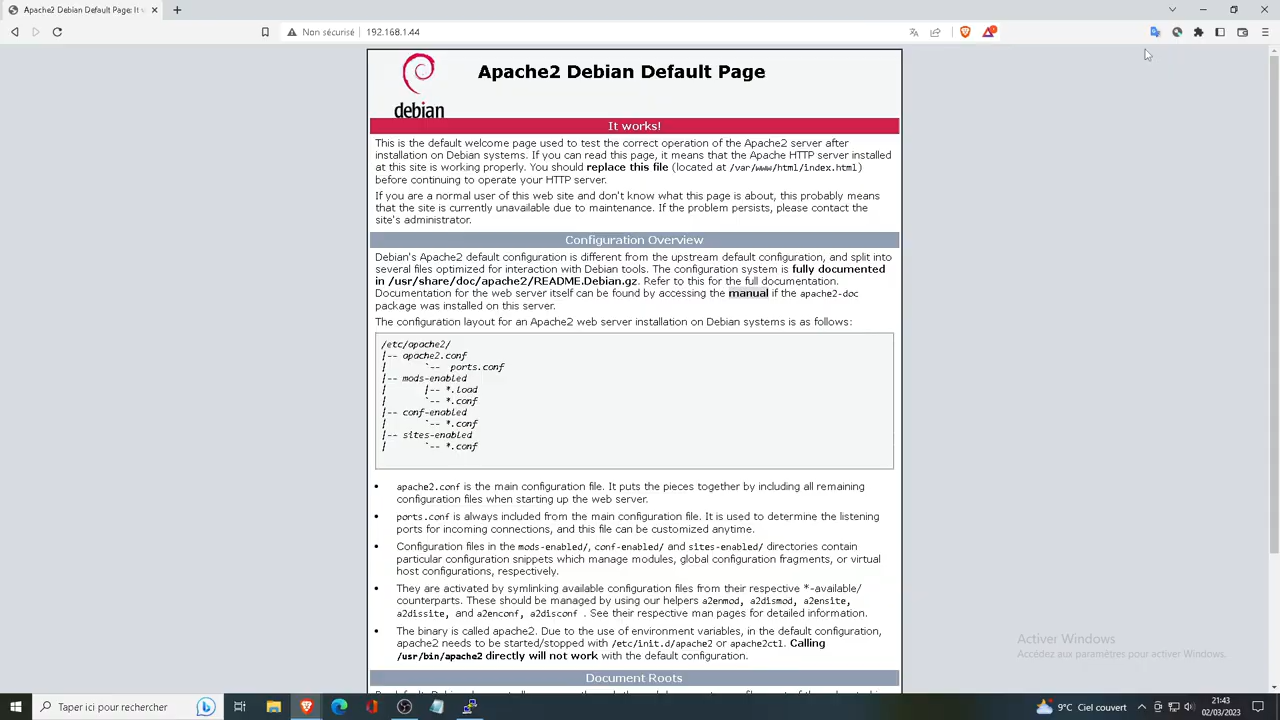 Apache2 Debian Default Page: It w
Non sécurisé 192.168.1.44
debian
Apache2 Debian Default Page
It works!
This is the default welcome page used to test the correct operation of the Apache2 server after
installation on Debian systems. If you can read this page, it means that the Apache HTTP server installed
at this site is working properly. You should replace this file (located at /var/www/html/index.html)
before continuing to operate your HTTP server.
If you are a normal user of this web site and don't know what this page is about, this probably means
that the site is currently unavailable due to maintenance. If the problem persists, please contact the
site's administrator.
Configuration Overview
Debian's Apache2 default configuration is different from the upstream default configuration, and split into
several files optimized for interaction with Debian tools. The configuration system is fully documented
in /usr/share/doc/apache2/README.Debian.gz. Refer to this for the full documentation.
Documentation for the web server itself can be found by accessing the manual if the apache2-doc
package was installed on this server.
The configuration layout for an Apache2 web server installation on Debian systems is as follows:
/etc/apache2/
|-- apache2.conf
|       `--  ports.conf
|-- mods-enabled
|       |-- *.load
|       `-- *.conf
|-- conf-enabled
|       `-- *.conf
|-- sites-enabled
|       `-- *.conf
• apache2.conf is the main configuration file. It puts the pieces together by including all remaining
configuration files when starting up the web server.
• ports.conf is always included from the main configuration file. It is used to determine the listening
ports for incoming connections, and this file can be customized anytime.
• Configuration files in the mods-enabled/, conf-enabled/ and sites-enabled/ directories contain
particular configuration snippets which manage modules, global configuration fragments, or virtual
host configurations, respectively.
• They are activated by symlinking available configuration files from their respective *-available/
counterparts. These should be managed by using our helpers a2enmod, a2dismod, a2ensite,
a2dissite, and a2enconf, a2disconf . See their respective man pages for detailed information.
• The binary is called apache2. Due to the use of environment variables, in the default configuration,
apache2 needs to be started/stopped with /etc/init.d/apache2 or apache2ctl. Calling
/usr/bin/apache2 directly will not work with the default configuration.
Document Roots
Activer Windows
Accédez aux paramètres pour activer Windows.
Taper ici pour rechercher
9°C Ciel couvert
21:43
02/03/2023